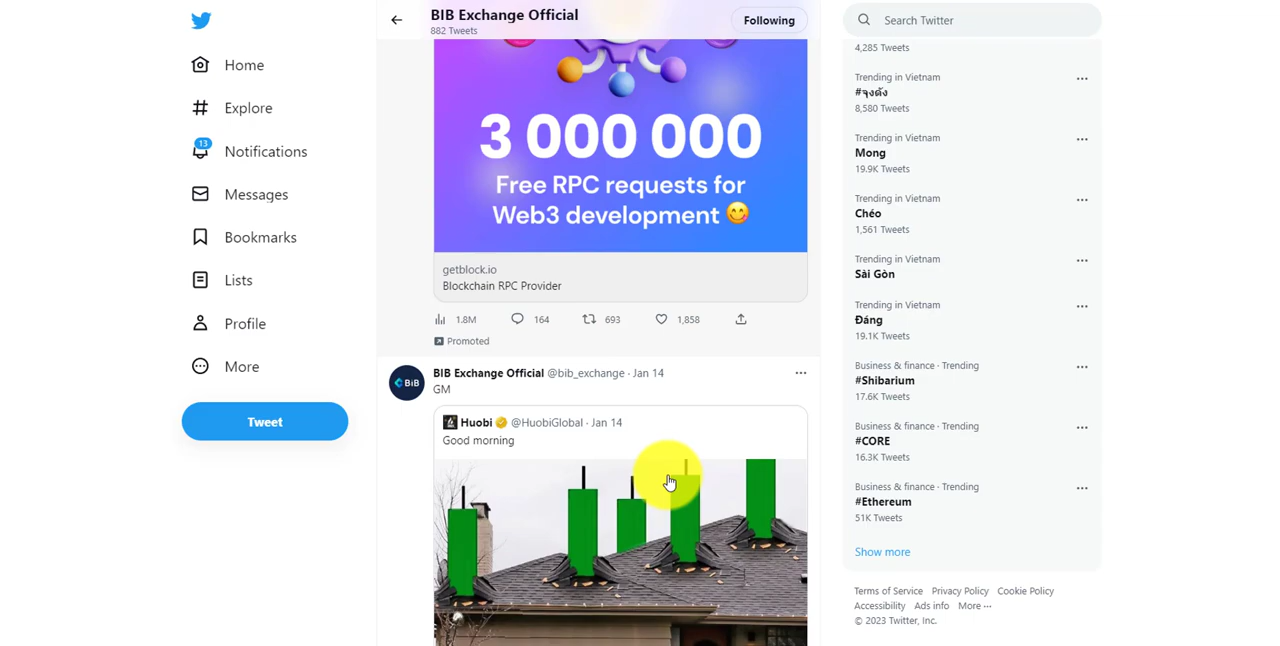 Home
Explore
13
Notifications
Messages
Bookmarks
Lists
Profile
More
Tweet
BIB Exchange Official
882 Tweets
Following
3 000 000
Free RPC requests for
Web3 development 😋
getblock.io
Blockchain RPC Provider
1.8M 164 693 1,858
Promoted
BiB
BIB Exchange Official @bib_exchange · Jan 14
GM
Huobi @HuobiGlobal · Jan 14
Good morning
Search Twitter
4,285 Tweets
Trending in Vietnam
#จุงดัง
8,580 Tweets
Trending in Vietnam
Mong
19.9K Tweets
Trending in Vietnam
Chéo
1,561 Tweets
Trending in Vietnam
Sài Gòn
Trending in Vietnam
Đáng
19.1K Tweets
Business & finance · Trending
#Shibarium
17.6K Tweets
Business & finance · Trending
#CORE
16.3K Tweets
Business & finance · Trending
#Ethereum
51K Tweets
Show more
Terms of Service Privacy Policy Cookie Policy
Accessibility Ads info More ···
© 2023 Twitter, Inc.